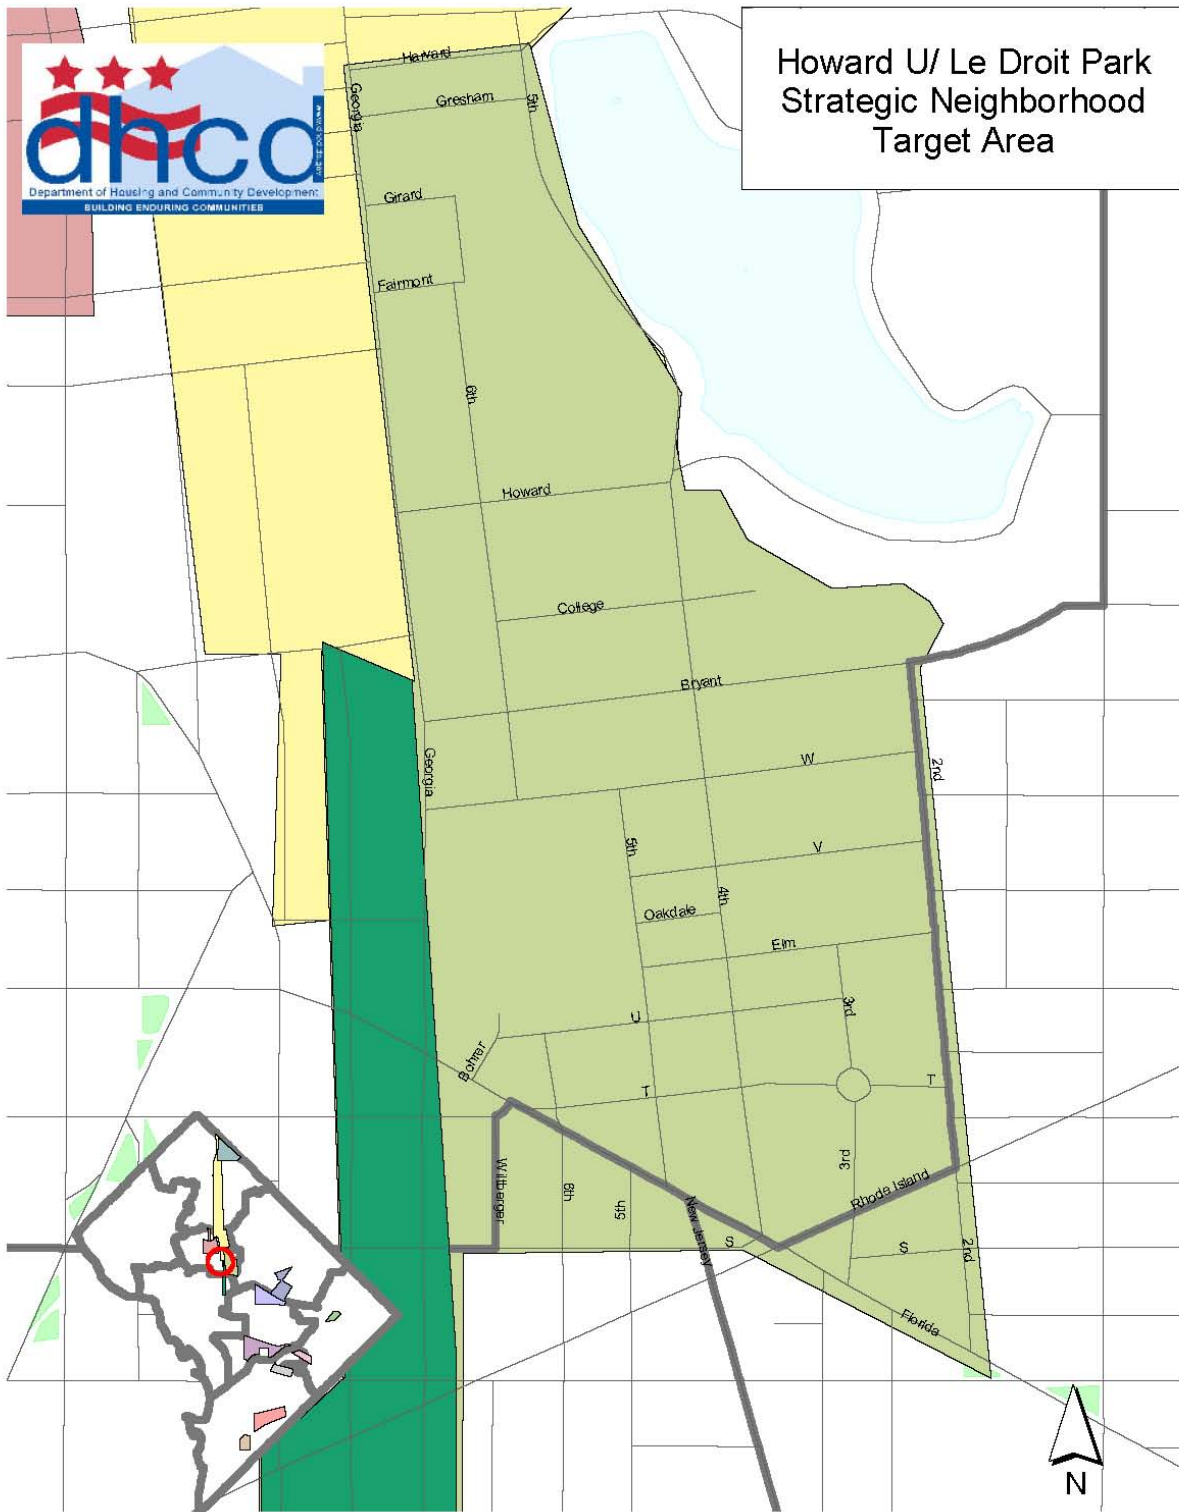 Howard U/ Le Droit Park
Strategic Neighborhood
Target Area
dhcd
Department of Housing and Community Development
BUILDING ENDURING COMMUNITIES
Harvard
Georgia
Gresham
5th
Girard
Fairmont
6th
Howard
College
Bryant
Georgia
W
2nd
5th
V
4th
Oakdale
Elm
3rd
U
Bohrer
T
T
Wiltberger
6th
5th
3rd
Rhode Island
New Jersey
S
S
2nd
Florida
N